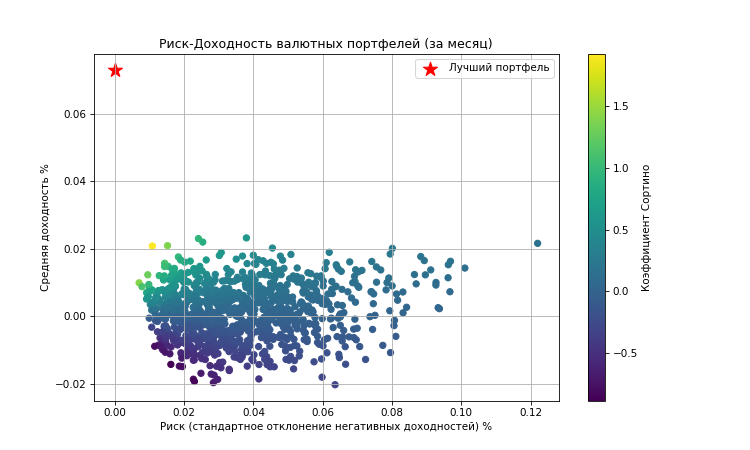 Риск-Доходность валютных портфелей (за месяц)
Лучший портфель
Средняя доходность %
0.06
0.04
0.02
0.00
−0.02
0.00 0.02 0.04 0.06 0.08 0.10 0.12
Риск (стандартное отклонение негативных доходностей) %
1.5
1.0
0.5
0.0
−0.5
Коэффициент Сортино